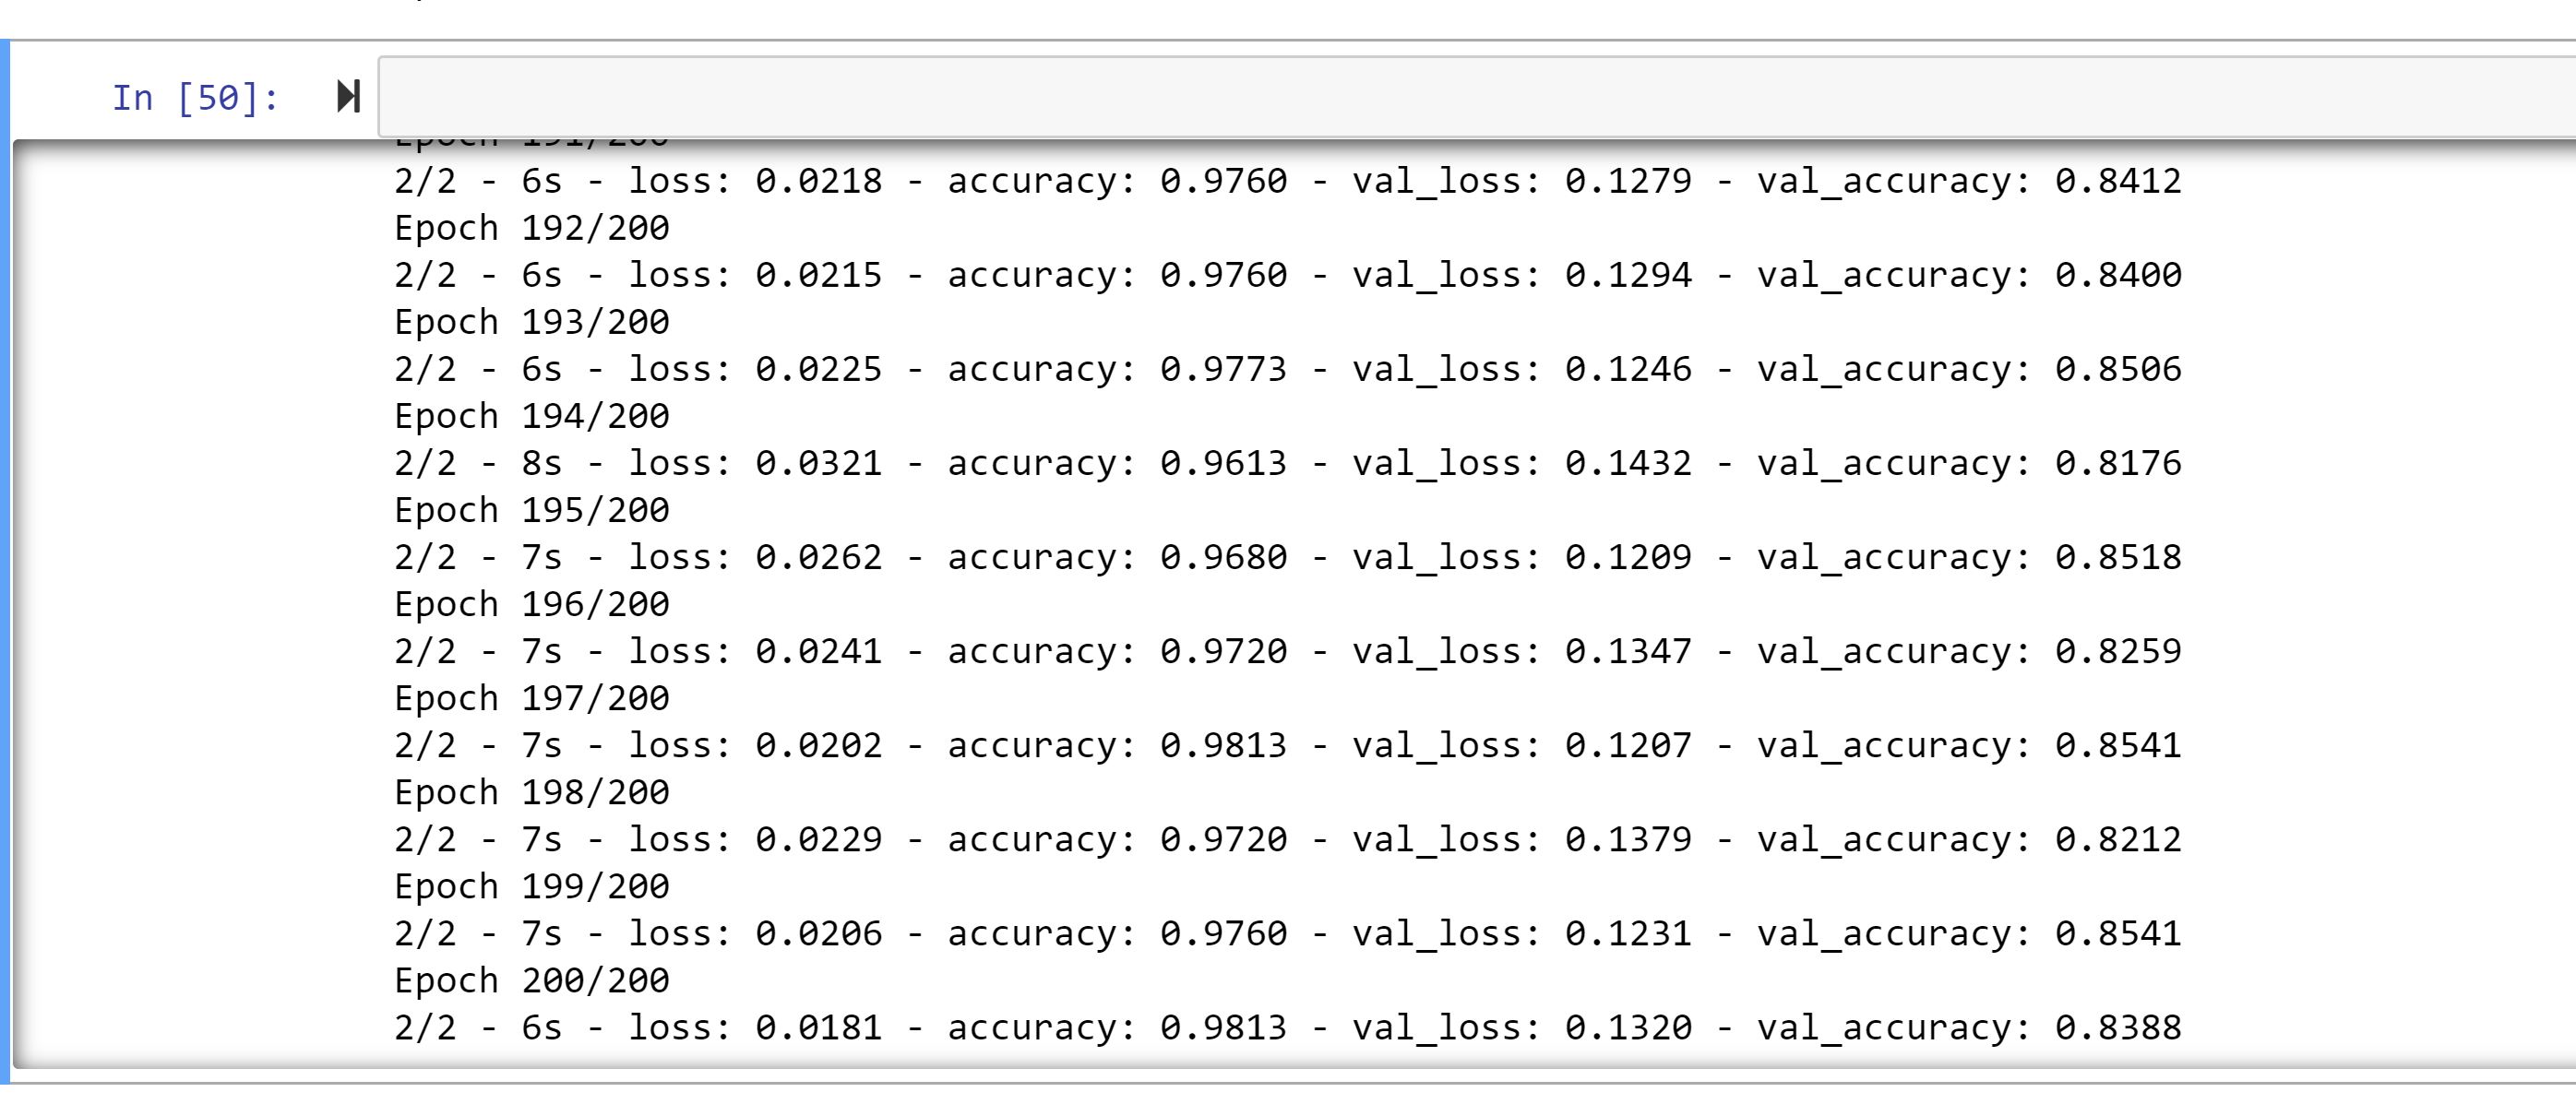 In [50]:
Epoch 191/200
2/2 - 6s - loss: 0.0218 - accuracy: 0.9760 - val_loss: 0.1279 - val_accuracy: 0.8412
Epoch 192/200
2/2 - 6s - loss: 0.0215 - accuracy: 0.9760 - val_loss: 0.1294 - val_accuracy: 0.8400
Epoch 193/200
2/2 - 6s - loss: 0.0225 - accuracy: 0.9773 - val_loss: 0.1246 - val_accuracy: 0.8506
Epoch 194/200
2/2 - 8s - loss: 0.0321 - accuracy: 0.9613 - val_loss: 0.1432 - val_accuracy: 0.8176
Epoch 195/200
2/2 - 7s - loss: 0.0262 - accuracy: 0.9680 - val_loss: 0.1209 - val_accuracy: 0.8518
Epoch 196/200
2/2 - 7s - loss: 0.0241 - accuracy: 0.9720 - val_loss: 0.1347 - val_accuracy: 0.8259
Epoch 197/200
2/2 - 7s - loss: 0.0202 - accuracy: 0.9813 - val_loss: 0.1207 - val_accuracy: 0.8541
Epoch 198/200
2/2 - 7s - loss: 0.0229 - accuracy: 0.9720 - val_loss: 0.1379 - val_accuracy: 0.8212
Epoch 199/200
2/2 - 7s - loss: 0.0206 - accuracy: 0.9760 - val_loss: 0.1231 - val_accuracy: 0.8541
Epoch 200/200
2/2 - 6s - loss: 0.0181 - accuracy: 0.9813 - val_loss: 0.1320 - val_accuracy: 0.8388